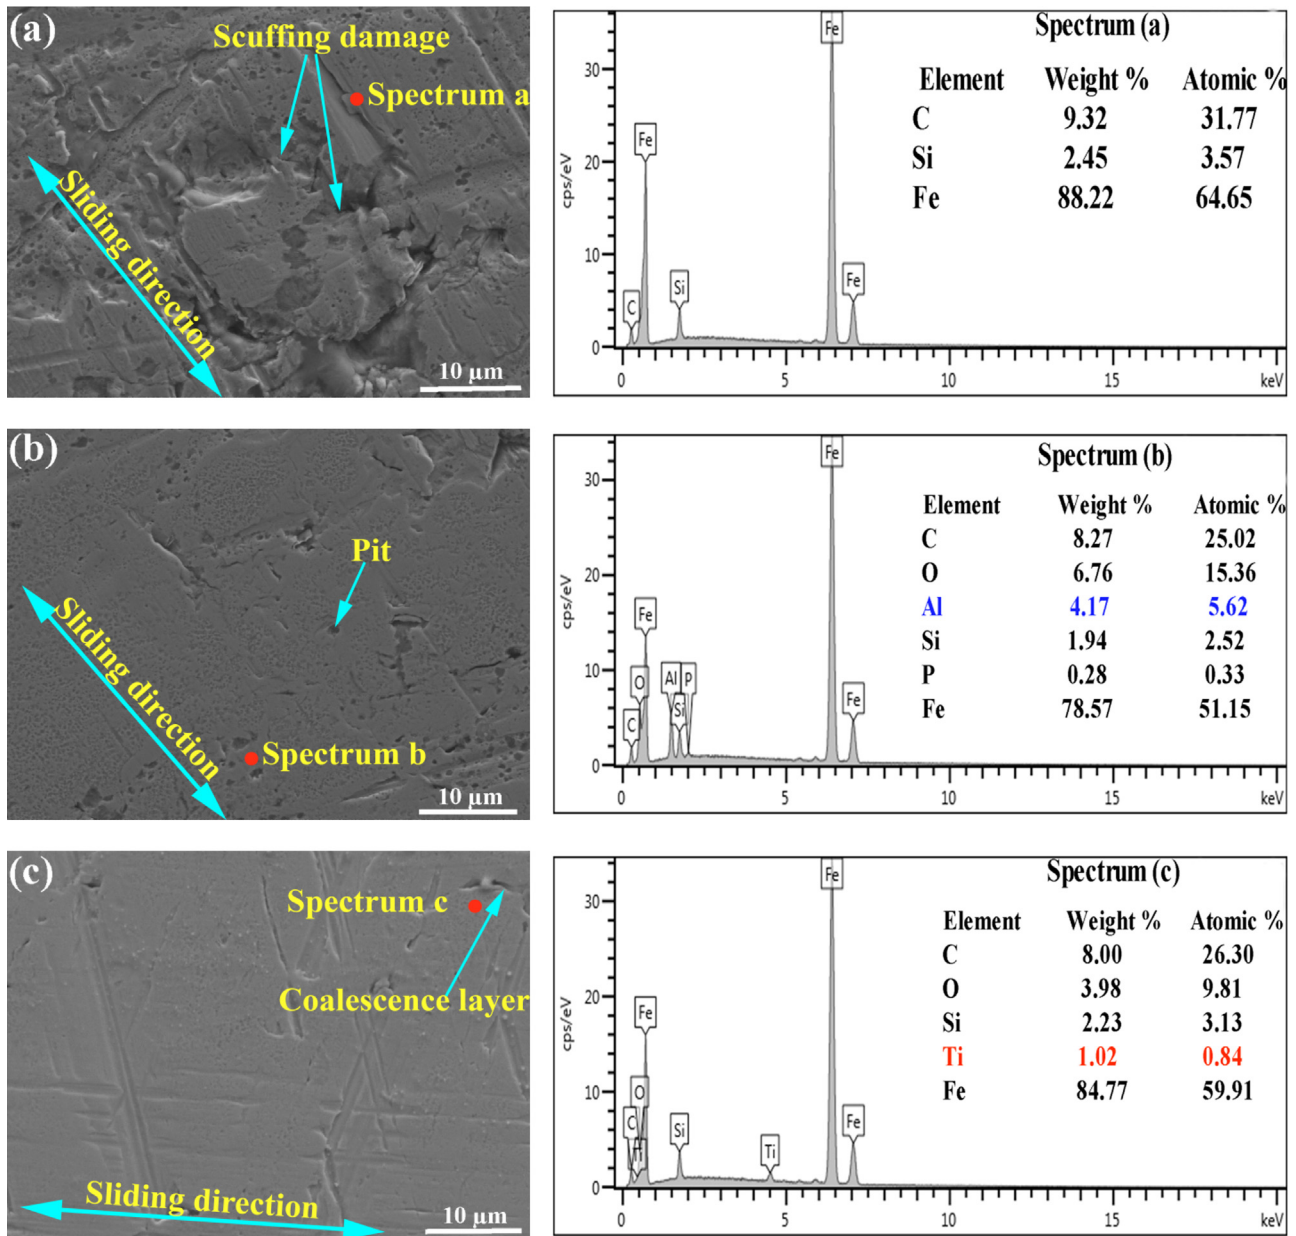 (a)
Scuffing damage
Spectrum a
Sliding direction
10 µm
Spectrum (a)
Element Weight % Atomic %
C 9.32 31.77
Si 2.45 3.57
Fe 88.22 64.65
cps/eV
30
20
10
0
Fe
Fe
C
Si
Fe
0 5 10 15 keV
(b)
Pit
Sliding direction
Spectrum b
10 µm
Spectrum (b)
Element Weight % Atomic %
C 8.27 25.02
O 6.76 15.36
Al 4.17 5.62
Si 1.94 2.52
P 0.28 0.33
Fe 78.57 51.15
cps/eV
30
20
10
0
Fe
Fe
O
Al
P
Si
C
Fe
0 5 10 15 keV
(c)
Spectrum c
Coalescence layer
Sliding direction
10 µm
Spectrum (c)
Element Weight % Atomic %
C 8.00 26.30
O 3.98 9.81
Si 2.23 3.13
Ti 1.02 0.84
Fe 84.77 59.91
cps/eV
30
20
10
0
Fe
Fe
O
C
Ti
Si
Ti
Fe
0 5 10 15 keV